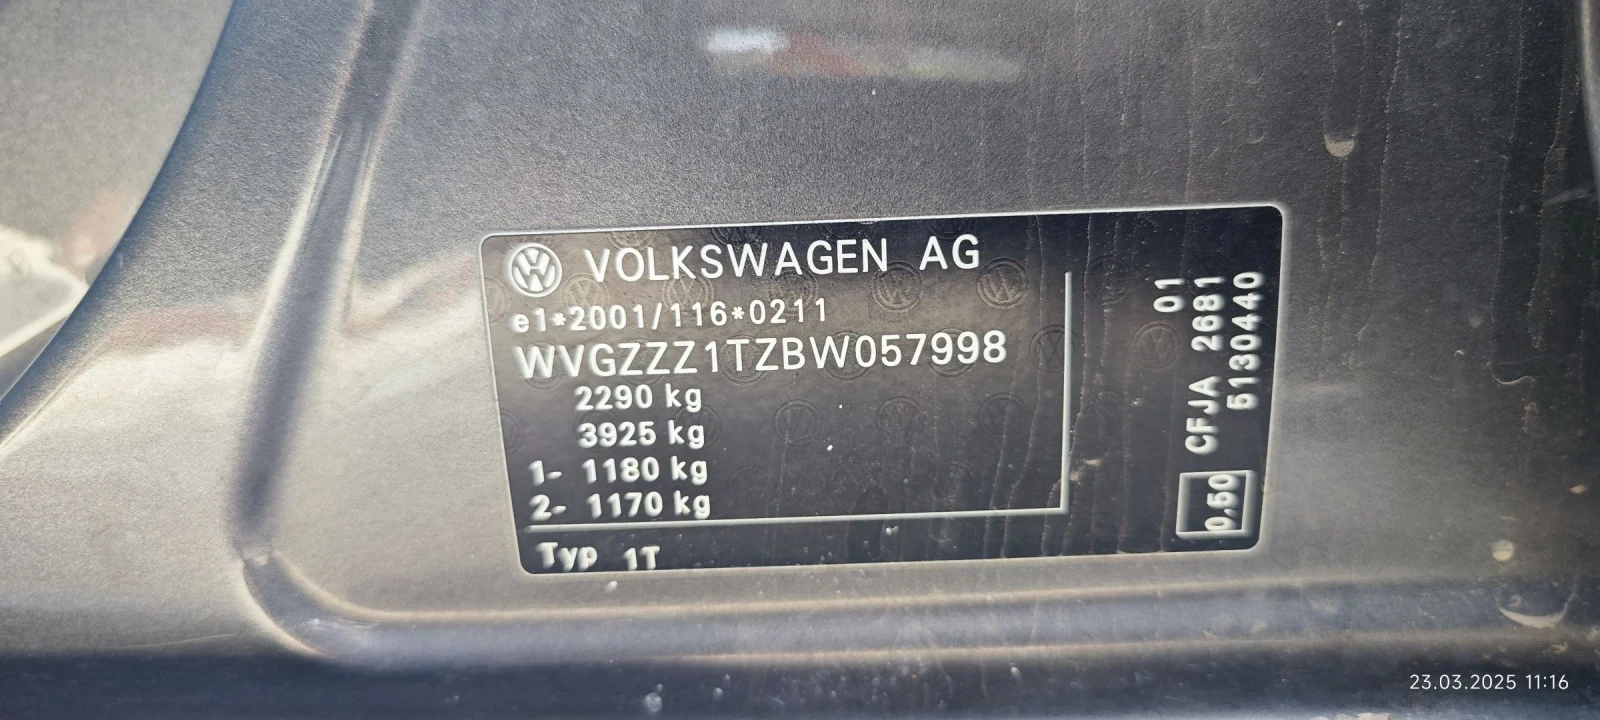 VOLKSWAGEN AG
e1*2001/116*0211
WVGZZZ1TZBW057998
2290 kg
3925 kg
1- 1180 kg
2- 1170 kg
Typ 1T
01
CFJA 2681
5130440
0.50
23.03.2025 11:16